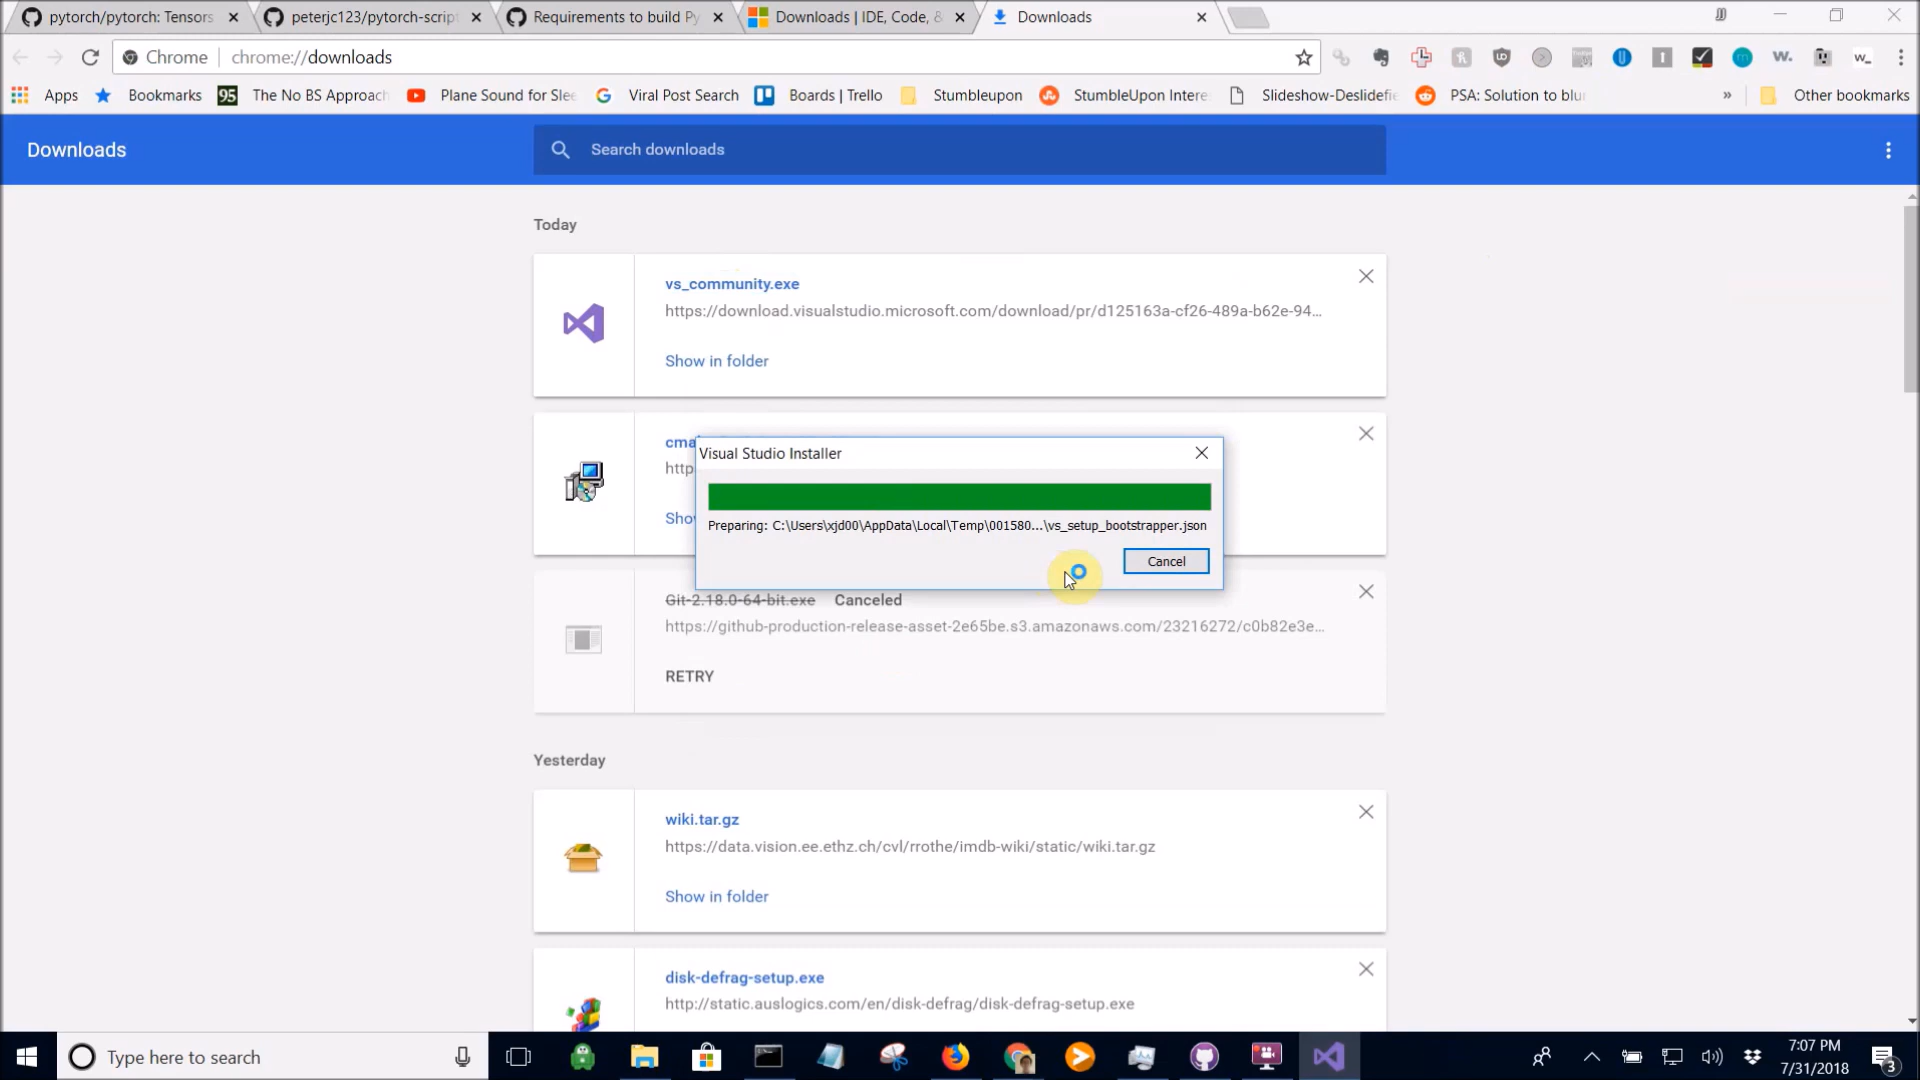 pytorch/pytorch: Tensors
peterjc123/pytorch-script
Requirements to build Py
Downloads | IDE, Code, &
Downloads
Chrome
chrome://downloads
Apps
Bookmarks
95
The No BS Approach
Plane Sound for Slee
Viral Post Search
Boards | Trello
Stumbleupon
StumbleUpon Intere
Slideshow-Deslidefie
PSA: Solution to blu
»
Other bookmarks
Downloads
Search downloads
Today
vs_community.exe
https://download.visualstudio.microsoft.com/download/pr/d125163a-cf26-489a-b62e-94...
Show in folder
cma
http
Sho
Visual Studio Installer
Preparing: C:\Users\xjd00\AppData\Local\Temp\001580...\vs_setup_bootstrapper.json
Cancel
Git-2.18.0-64-bit.exe Canceled
https://github-production-release-asset-2e65be.s3.amazonaws.com/23216272/c0b82e3e...
RETRY
Yesterday
wiki.tar.gz
https://data.vision.ee.ethz.ch/cvl/rrothe/imdb-wiki/static/wiki.tar.gz
Show in folder
disk-defrag-setup.exe
http://static.auslogics.com/en/disk-defrag/disk-defrag-setup.exe
Type here to search
7:07 PM
7/31/2018
3